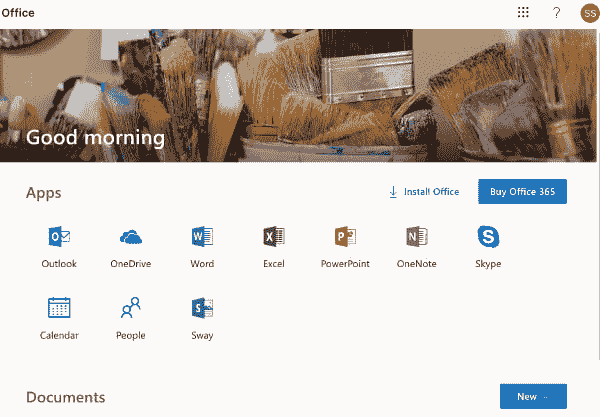 Office ? SS
Good morning
Apps Install Office Buy Office 365
Outlook OneDrive Word Excel PowerPoint OneNote Skype
Calendar People Sway
Documents New